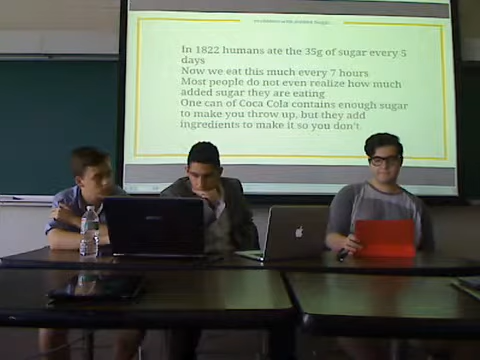 In 1822 humans ate the 35g of sugar every 5
days
Now we eat this much every 7 hours
Most people do not even realize how much
added sugar they are eating
One can of Coca Cola contains enough sugar
to make you throw up, but they add
ingredients to make it so you don't.